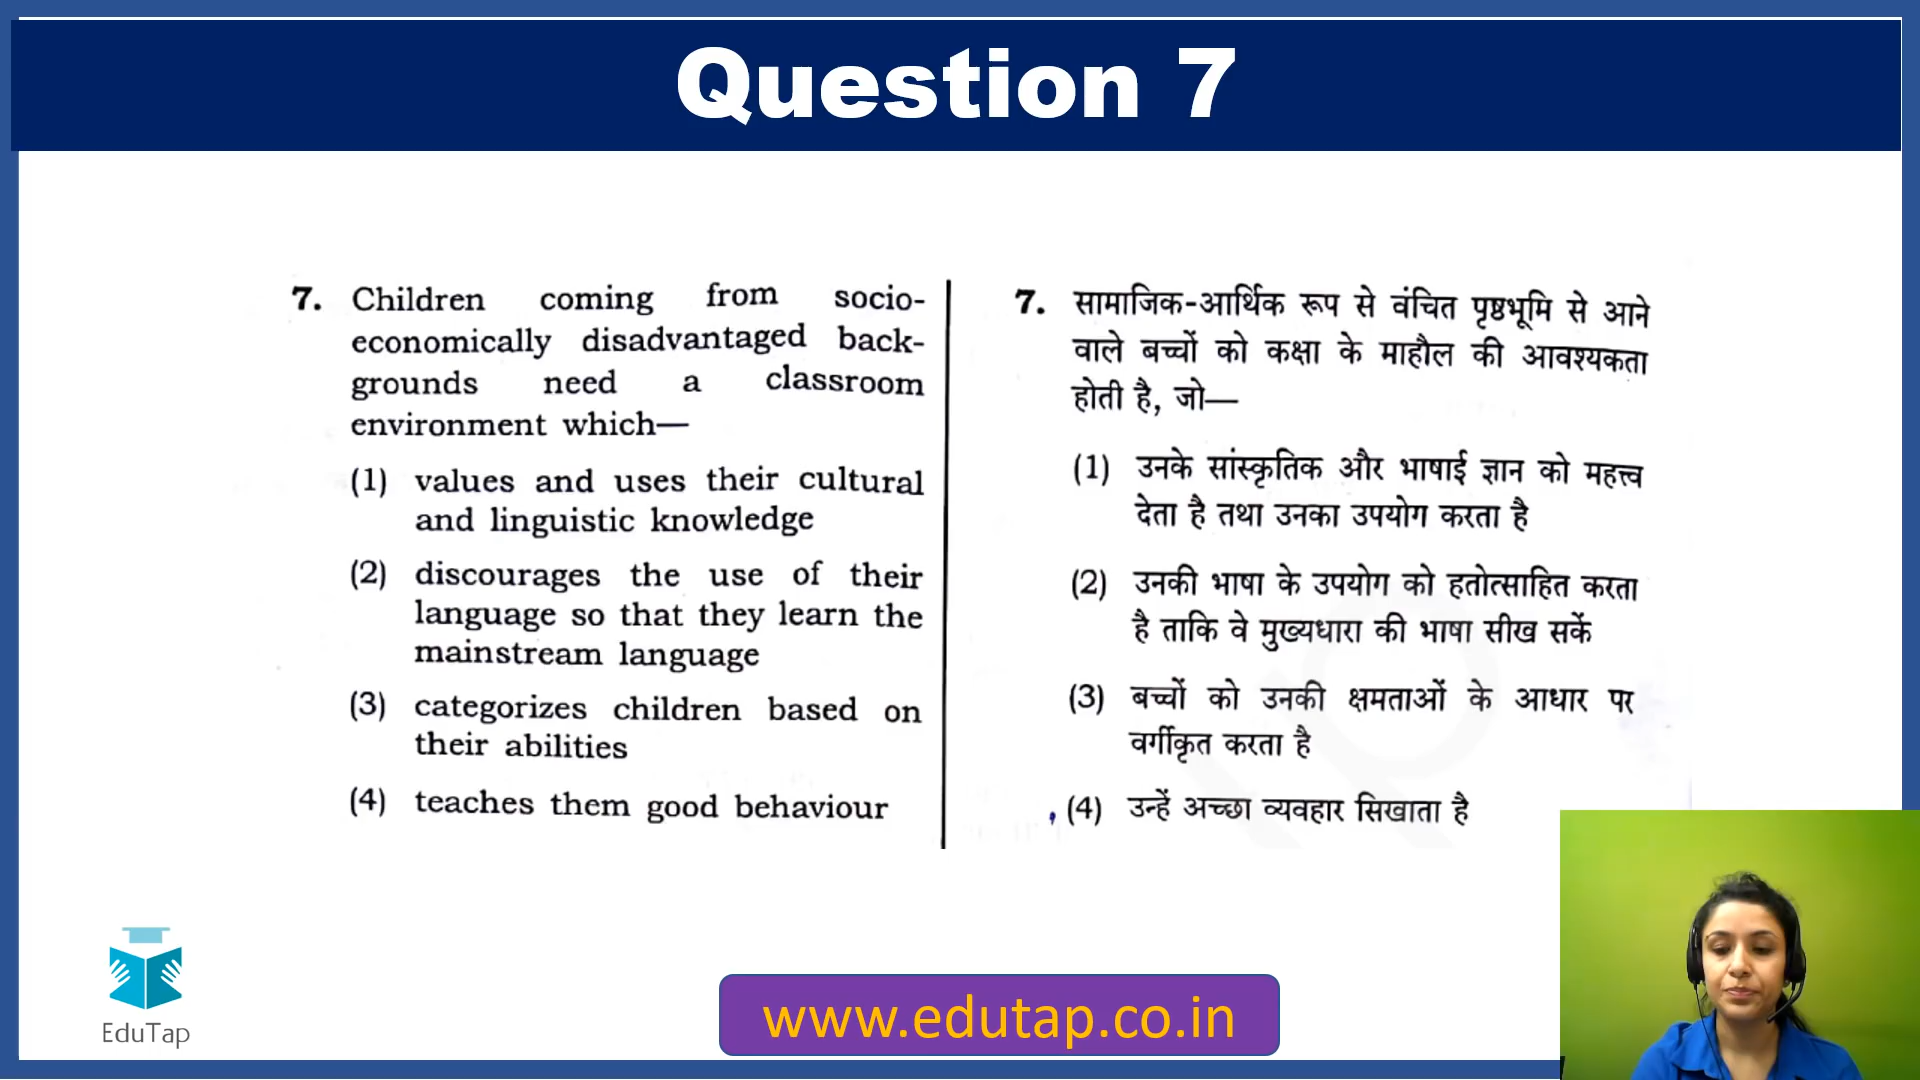 Question 7
7. Children coming from socio-
economically disadvantaged back-
grounds need a classroom
environment which—
(1) values and uses their cultural
and linguistic knowledge
(2) discourages the use of their
language so that they learn the
mainstream language
(3) categorizes children based on
their abilities
(4) teaches them good behaviour
7. सामाजिक-आर्थिक रूप से वंचित पृष्ठभूमि से आने
वाले बच्चों को कक्षा के माहौल की आवश्यकता
होती है, जो—
(1) उनके सांस्कृतिक और भाषाई ज्ञान को महत्त्व
देता है तथा उनका उपयोग करता है
(2) उनकी भाषा के उपयोग को हतोत्साहित करता
है ताकि वे मुख्यधारा की भाषा सीख सकें
(3) बच्चों को उनकी क्षमताओं के आधार पर
वर्गीकृत करता है
(4) उन्हें अच्छा व्यवहार सिखाता है
EduTap
www.edutap.co.in